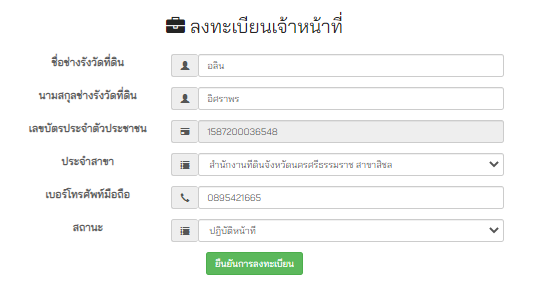 ลงทะเบียนเจ้าหน้าที่
ชื่อช่างรังวัดที่ดิน อลิน
นามสกุลช่างรังวัดที่ดิน อิศราพร
เลขบัตรประจำตัวประชาชน 1587200036548
ประจำสาขา สำนักงานที่ดินจังหวัดนครศรีธรรมราช สาขาสิชล
เบอร์โทรศัพท์มือถือ 0895421665
สถานะ ปฏิบัติหน้าที่
ยืนยันการลงทะเบียน